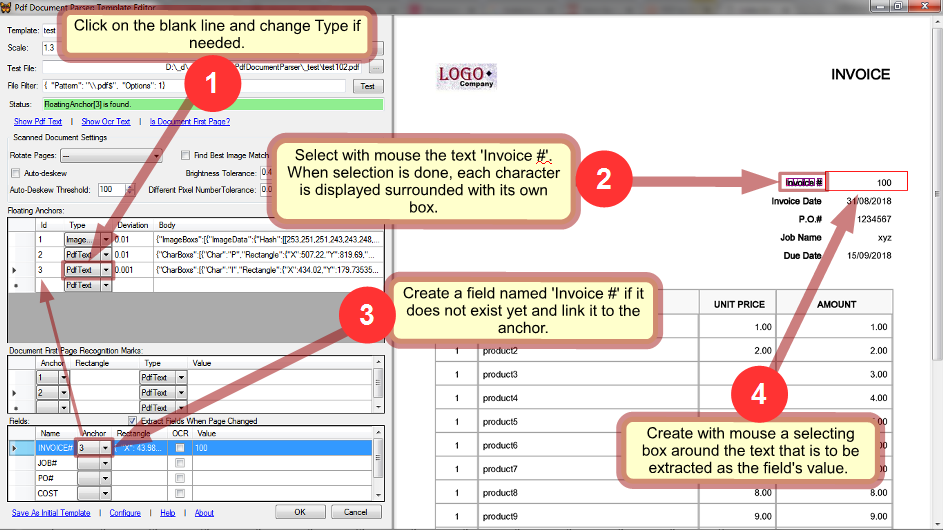 Pdf Document Parser: Template Editor
Click on the blank line and change Type if
needed.
Template: test
Scale: 1.3
Test File: D:\_d\ PdfDocumentParser\_test\test102.pdf ...
File Filter: { "Pattern": "\\.pdf$", "Options": 1} Test
Status: FloatingAnchor[3] is found.
Show Pdf Text | Show Ocr Text | Is Document First Page?
Scanned Document Settings
Rotate Pages: --- Find Best Image Match
Auto-deskew Brightness Tolerance: 0.4
Auto-Deskew Threshold: 100 Different Pixel NumberTolerance: 0.0
Floating Anchors:
Id Type Deviation Body
1 Image... 0.01 {"ImageBoxs":[{"ImageData":{"Hash":[[253,251,251,243,243,248,...
2 PdfText 0.01 {"CharBoxs":[{"Char":"P","Rectangle":{"X":507.22,"Y":819.69,"...
3 PdfText 0.001 {"CharBoxs":[{"Char":"I","Rectangle":{"X":434.02,"Y":179.73535...
PdfText
Document First Page Recognition Marks:
Anchor Rectangle Type Value
1 PdfText
2 PdfText
PdfText
Fields: Extract Fields When Page Changed
Name Anchor Rectangle OCR Value
INVOICE# 3 "X": 43.98... 100
JOB#
PO#
COST
Save As Initial Template | Configure | Help | About OK Cancel
1
Select with mouse the text 'Invoice #'.
When selection is done, each character
is displayed surrounded with its own
box.
2
Create a field named 'Invoice #' if it
does not exist yet and link it to the
anchor.
3
Create with mouse a selecting
box around the text that is to be
extracted as the field's value.
4
LOGO
Company
INVOICE
Invoice # 100
Invoice Date 31/08/2018
P.O.# 1234567
Job Name xyz
Due Date 15/09/2018
UNIT PRICE AMOUNT
1.00 1.00
1 product2 2.00 2.00
1 product3 3.00
1 product4 4.00
1 product5 5.00
1 product6 6.00
1 product7 7.00
1 product8 8.00 8.00
1 product9 9.00 9.00